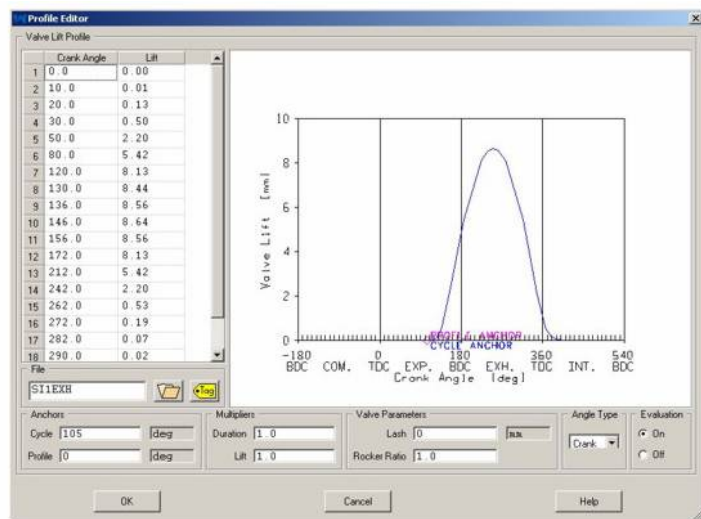 Profile Editor
Valve Lift Profile
Crank Angle Lift
1 0.0 0.00
2 10.0 0.01
3 20.0 0.13
4 30.0 0.50
5 50.0 2.20
6 80.0 5.42
7 120.0 8.13
8 130.0 8.44
9 136.0 8.56
10 146.0 8.64
11 156.0 8.56
12 172.0 8.13
13 212.0 5.42
14 242.0 2.20
15 262.0 0.53
16 272.0 0.19
17 282.0 0.07
18 290.0 0.02
10
8
6
4
2
0
Valve Lift [mm]
PROFILE ANCHOR
CYCLE ANCHOR
-180 0 180 360 540
BDC COM. TDC EXP. BDC EXH. TDC INT. BDC
Crank Angle [deg]
File
SI1EXH
Tag
Anchors
Cycle 105 deg
Profile 0 deg
Multipliers
Duration 1.0
Lift 1.0
Valve Parameters
Lash 0 mm
Rocker Ratio 1.0
Angle Type
Crank
Evaluation
On
Off
OK Cancel Help